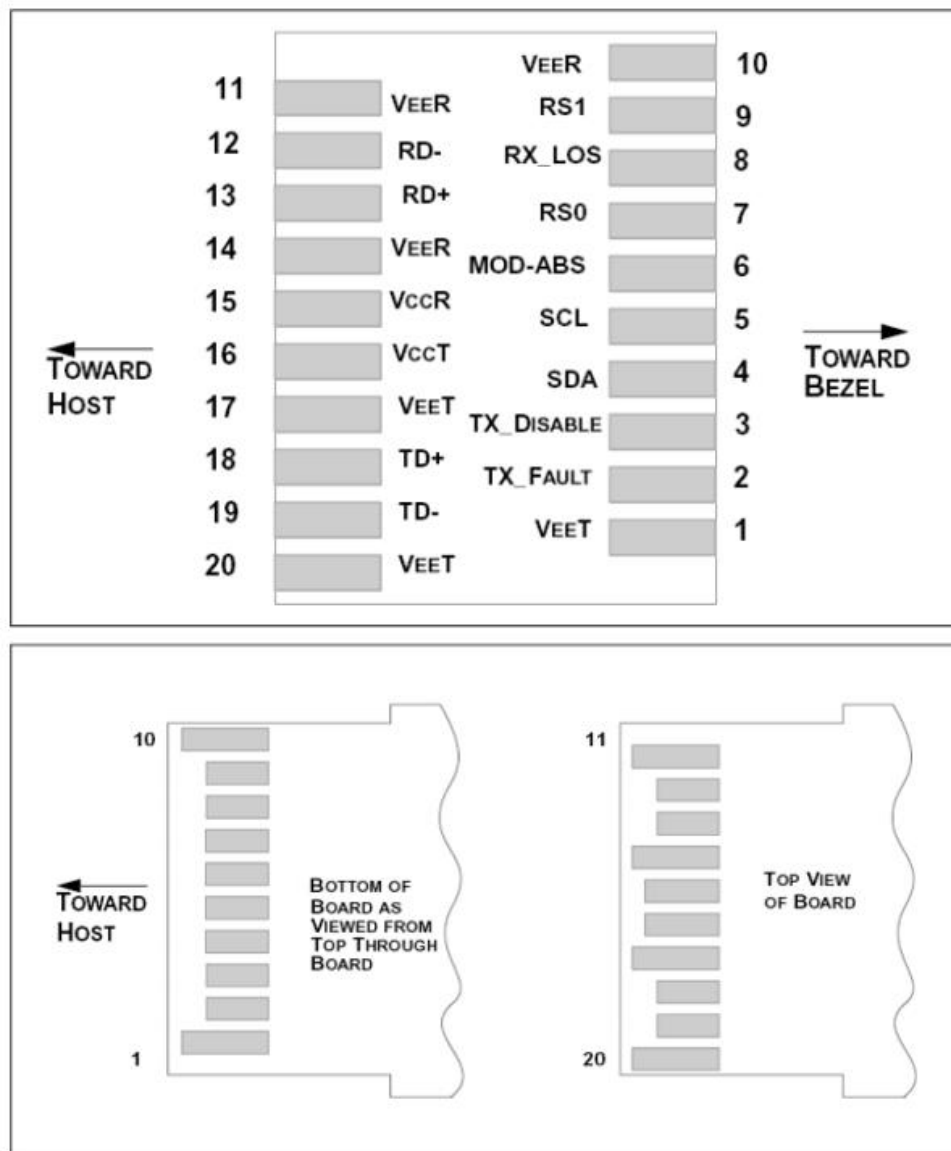 11
VEER
12
RD-
13
RD+
14
VEER
15
VCCR
16
VCCT
17
VEET
18
TD+
19
TD-
20
VEET
VEER
10
RS1
9
RX_LOS
8
RS0
7
MOD-ABS
6
SCL
5
SDA
4
TX_DISABLE
3
TX_FAULT
2
VEET
1
TOWARD
HOST
TOWARD
BEZEL
10
1
TOWARD
HOST
BOTTOM OF
BOARD AS
VIEWED FROM
TOP THROUGH
BOARD
11
20
TOP VIEW
OF BOARD